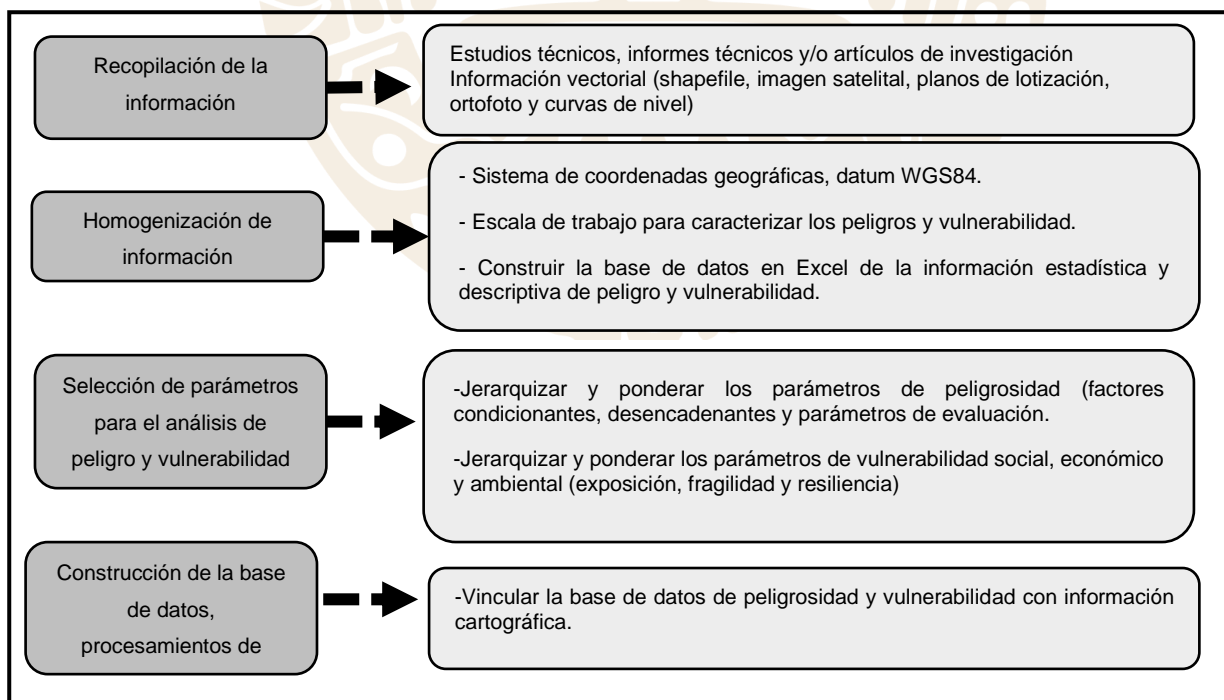 Recopilación de la
información
Estudios técnicos, informes técnicos y/o artículos de investigación
Información vectorial (shapefile, imagen satelital, planos de lotización,
ortofoto y curvas de nivel)
Homogenización de
información
- Sistema de coordenadas geográficas, datum WGS84.
- Escala de trabajo para caracterizar los peligros y vulnerabilidad.
- Construir la base de datos en Excel de la información estadística y
descriptiva de peligro y vulnerabilidad.
Selección de parámetros
para el análisis de
peligro y vulnerabilidad
-Jerarquizar y ponderar los parámetros de peligrosidad (factores
condicionantes, desencadenantes y parámetros de evaluación.
-Jerarquizar y ponderar los parámetros de vulnerabilidad social, económico
y ambiental (exposición, fragilidad y resiliencia)
Construcción de la base
de datos,
procesamientos de
-Vincular la base de datos de peligrosidad y vulnerabilidad con información
cartográfica.